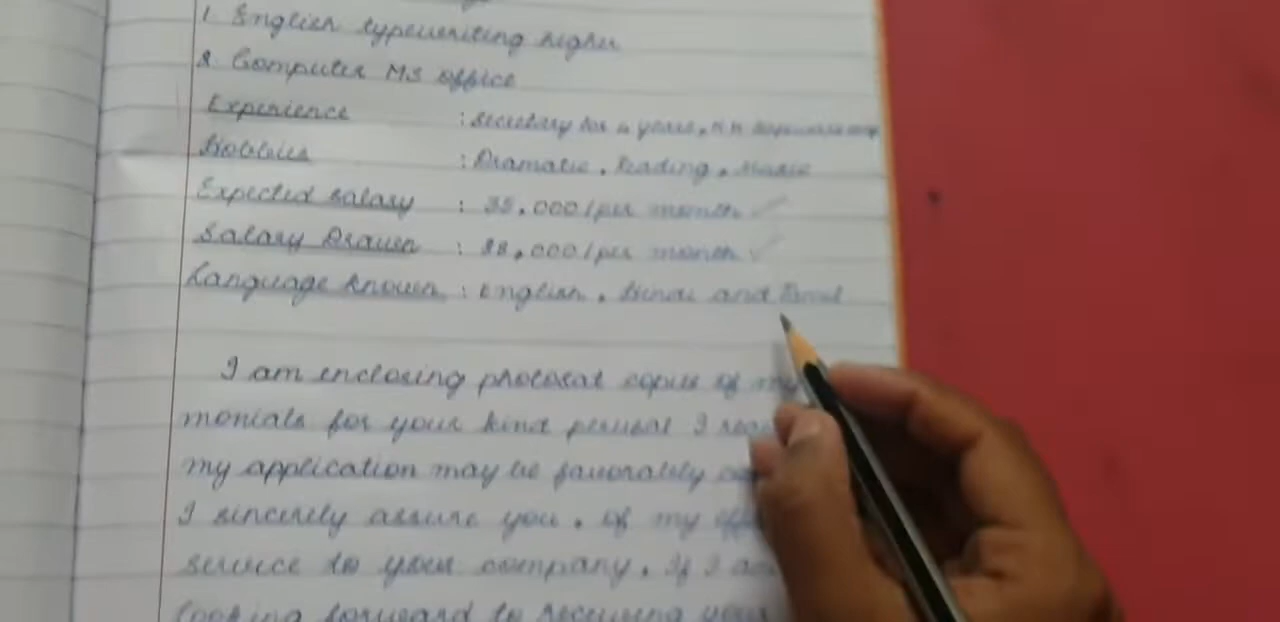 1. English typewriting higher
2. Computer MS office
Experience : Secretary for
Hobbies : Dramatic, Reading, Music
Expected Salary : 35,000/per month
Salary Drawn : 28,000/per month
Language known : English, Hindi and Tamil
I am enclosing photostat copies of my
monials for your kind perusal I
my application may be favorably
I sincerely assure you, of my
service to your company. If I
looking forward to receiving your